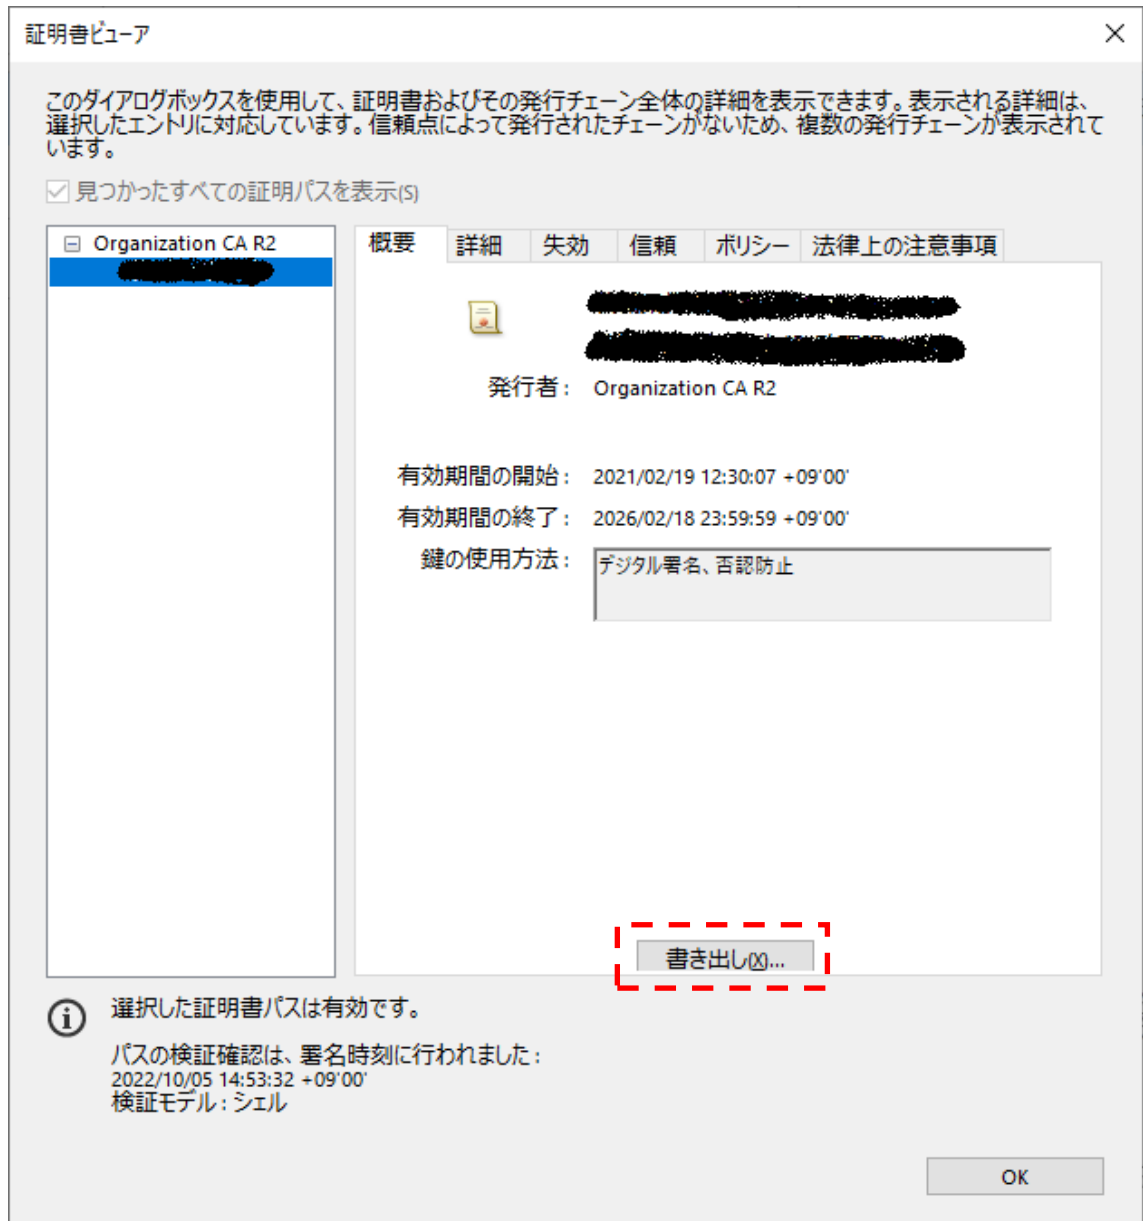 証明書ビューア
このダイアログボックスを使用して、証明書およびその発行チェーン全体の詳細を表示できます。表示される詳細は、
選択したエントリに対応しています。信頼点によって発行されたチェーンがないため、複数の発行チェーンが表示されて
います。
見つかったすべての証明パスを表示(S)
Organization CA R2
概要 詳細 失効 信頼 ポリシー 法律上の注意事項
発行者: Organization CA R2
有効期間の開始: 2021/02/19 12:30:07 +09'00'
有効期間の終了: 2026/02/18 23:59:59 +09'00'
鍵の使用方法: デジタル署名、否認防止
書き出し(X)...
選択した証明書パスは有効です。
パスの検証確認は、署名時刻に行われました:
2022/10/05 14:53:32 +09'00'
検証モデル:シェル
OK